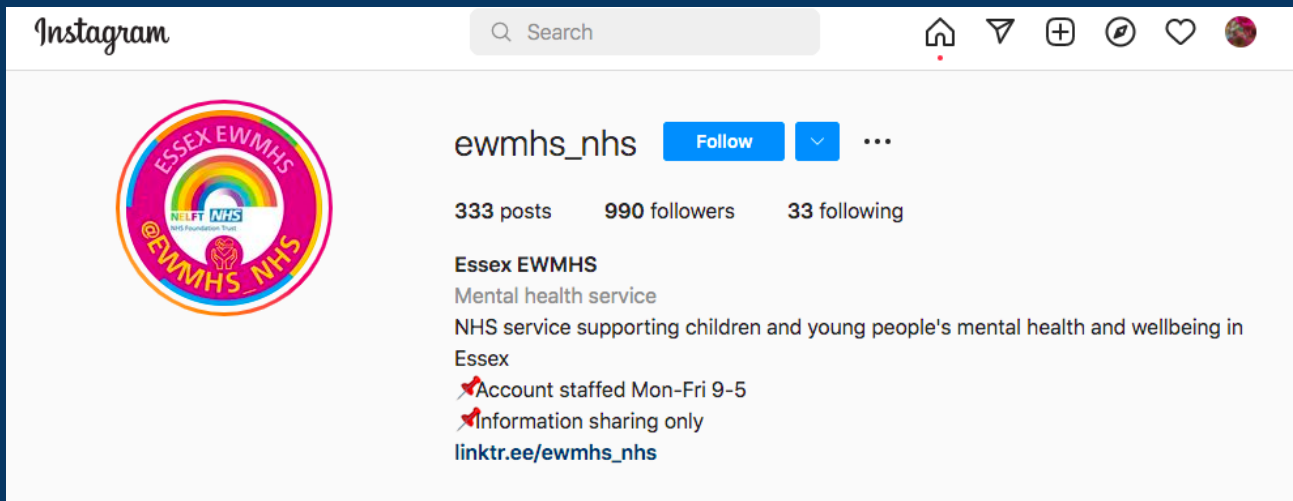 Instagram
Search
ESSEX EWMHS
NELFT NHS
NHS Foundation Trust
@EWMHS_NHS
ewmhs_nhs Follow
333 posts 990 followers 33 following
Essex EWMHS
Mental health service
NHS service supporting children and young people's mental health and wellbeing in
Essex
📌Account staffed Mon-Fri 9-5
📌Information sharing only
linktr.ee/ewmhs_nhs